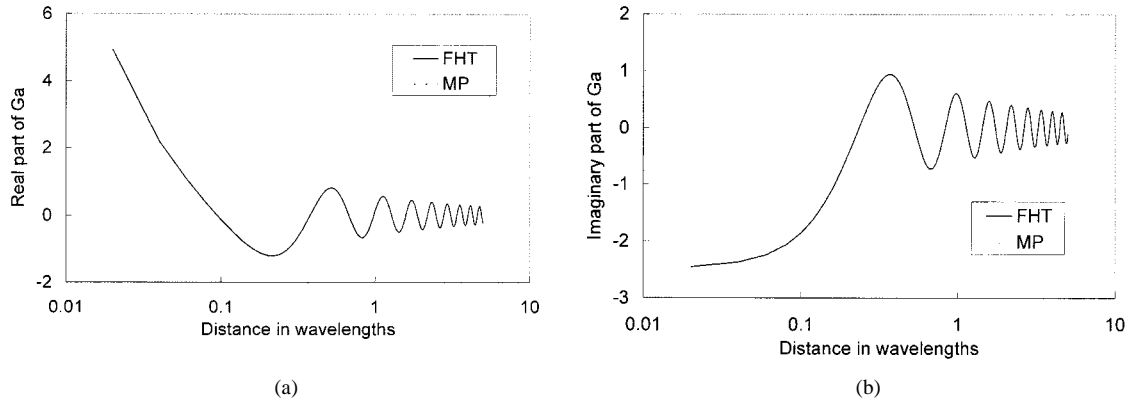 6
4
2
0
-2
Real part of Ga
FHT
MP
0.01
0.1
1
10
Distance in wavelengths
(a)
2
1
0
-1
-2
-3
Imaginary part of Ga
FHT
MP
0.01
0.1
1
10
Distance in wavelengths
(b)